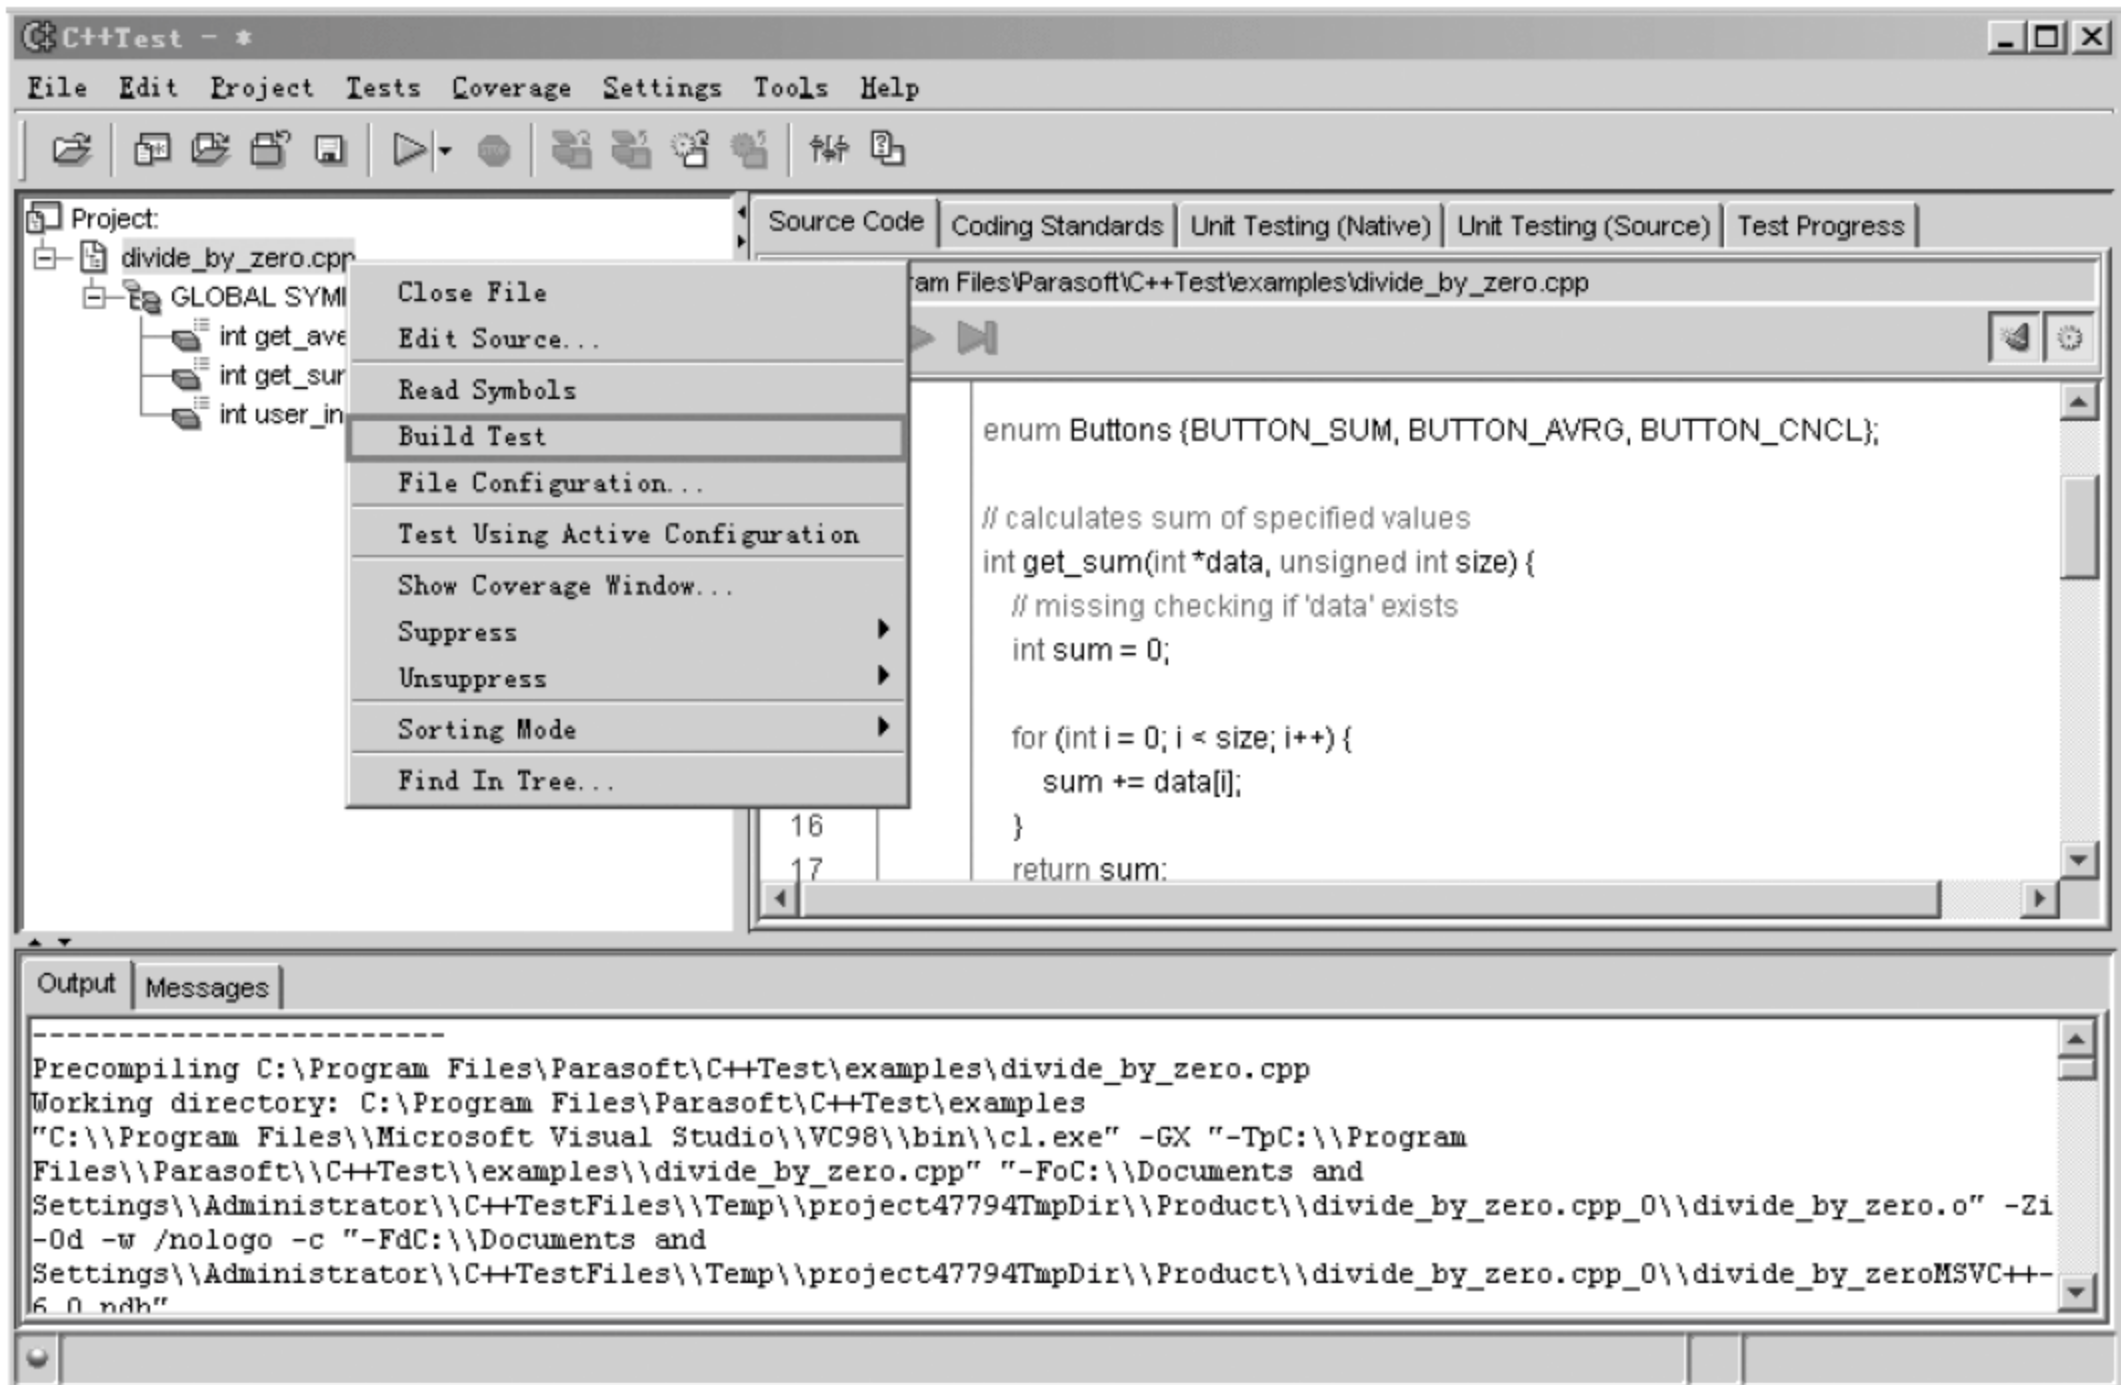 C++Test - *
File Edit Project Tests Coverage Settings Tools Help
STOP
Project:
divide_by_zero.cpp
GLOBAL SYM
int get_ave
int get_sur
int user_in
Close File
Edit Source...
Read Symbols
Build Test
File Configuration...
Test Using Active Configuration
Show Coverage Window...
Suppress
Unsuppress
Sorting Mode
Find In Tree...
Source Code Coding Standards Unit Testing (Native) Unit Testing (Source) Test Progress
ram Files\Parasoft\C++Test\examples\divide_by_zero.cpp
enum Buttons {BUTTON_SUM, BUTTON_AVRG, BUTTON_CNCL};
// calculates sum of specified values
int get_sum(int *data, unsigned int size) {
// missing checking if 'data' exists
int sum = 0;
for (int i = 0; i < size; i++) {
sum += data[i];
16 }
17 return sum;
Output Messages
------------------------
Precompiling C:\Program Files\Parasoft\C++Test\examples\divide_by_zero.cpp
Working directory: C:\Program Files\Parasoft\C++Test\examples
"C:\\Program Files\\Microsoft Visual Studio\\VC98\\bin\\cl.exe" -GX "-TpC:\\Program
Files\\Parasoft\\C++Test\\examples\\divide_by_zero.cpp" "-FoC:\\Documents and
Settings\\Administrator\\C++TestFiles\\Temp\\project47794TmpDir\\Product\\divide_by_zero.cpp_0\\divide_by_zero.o" -Zi
-Od -w /nologo -c "-FdC:\\Documents and
Settings\\Administrator\\C++TestFiles\\Temp\\project47794TmpDir\\Product\\divide_by_zero.cpp_0\\divide_by_zeroMSVC++-
6.0.pdb"